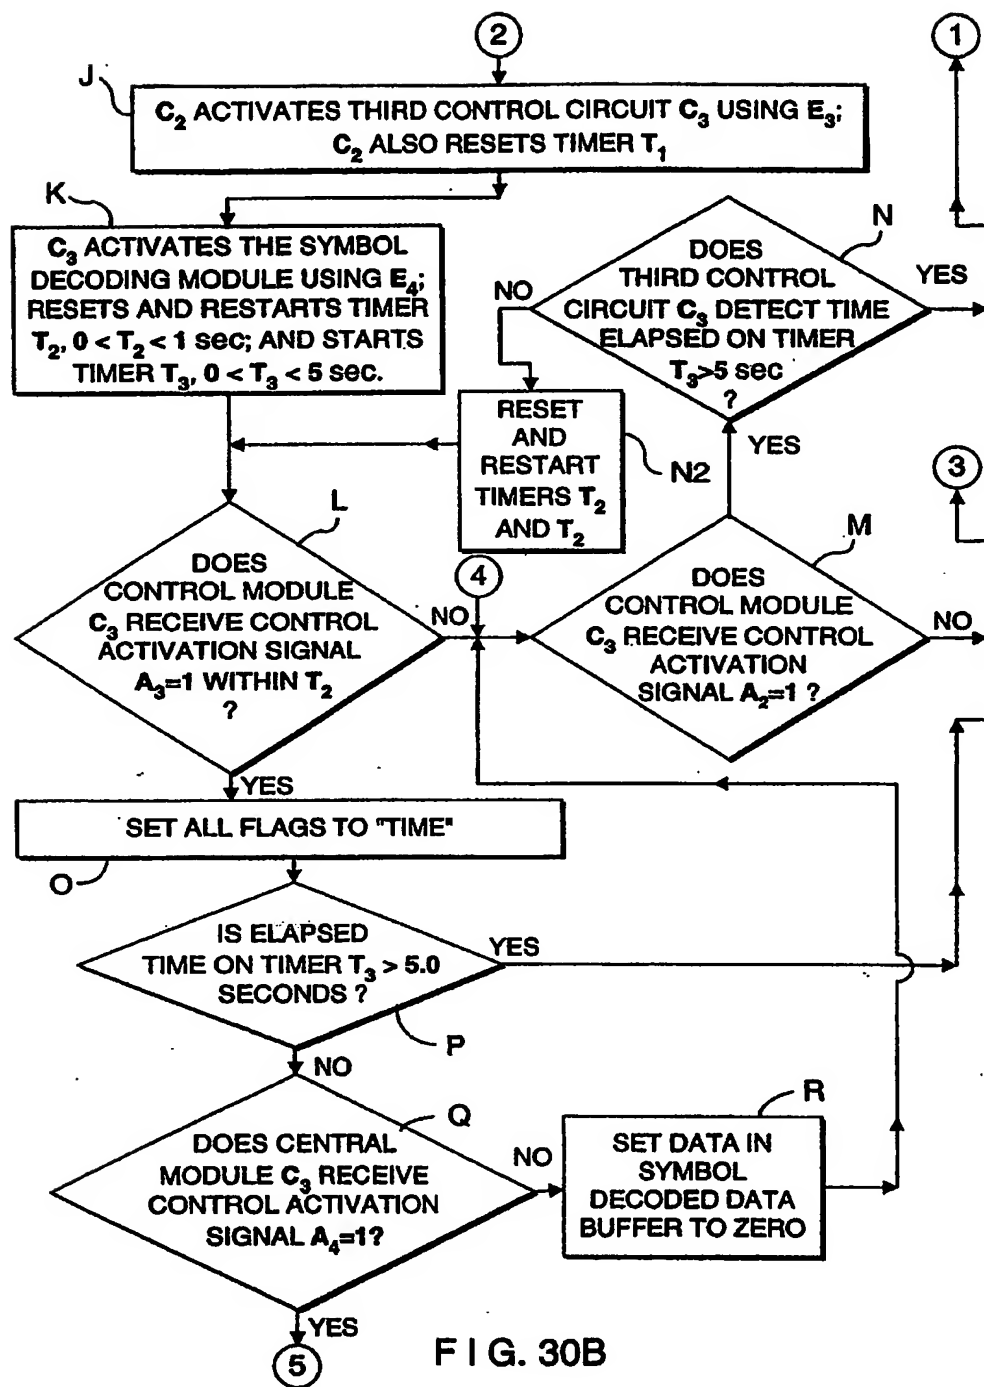 2
1
J
C2 ACTIVATES THIRD CONTROL CIRCUIT C3 USING E3;
C2 ALSO RESETS TIMER T1
K
C3 ACTIVATES THE SYMBOL
DECODING MODULE USING E4;
RESETS AND RESTARTS TIMER
T2, 0 < T2 < 1 sec; AND STARTS
TIMER T3, 0 < T3 < 5 sec.
N
DOES
THIRD CONTROL
CIRCUIT C3 DETECT TIME
ELAPSED ON TIMER
T3>5 sec
?
NO
YES
YES
RESET
AND
RESTART
TIMERS T2
AND T2
N2
3
L
DOES
CONTROL MODULE
C3 RECEIVE CONTROL
ACTIVATION SIGNAL
A3=1 WITHIN T2
?
NO
4
M
DOES
CONTROL MODULE
C3 RECEIVE CONTROL
ACTIVATION
SIGNAL A2=1 ?
NO
YES
SET ALL FLAGS TO "TIME"
O
IS ELAPSED
TIME ON TIMER T3 > 5.0
SECONDS ?
YES
P
NO
Q
DOES CENTRAL
MODULE C3 RECEIVE
CONTROL ACTIVATION
SIGNAL A4=1?
NO
R
SET DATA IN
SYMBOL
DECODED DATA
BUFFER TO ZERO
YES
5
F I G. 30B